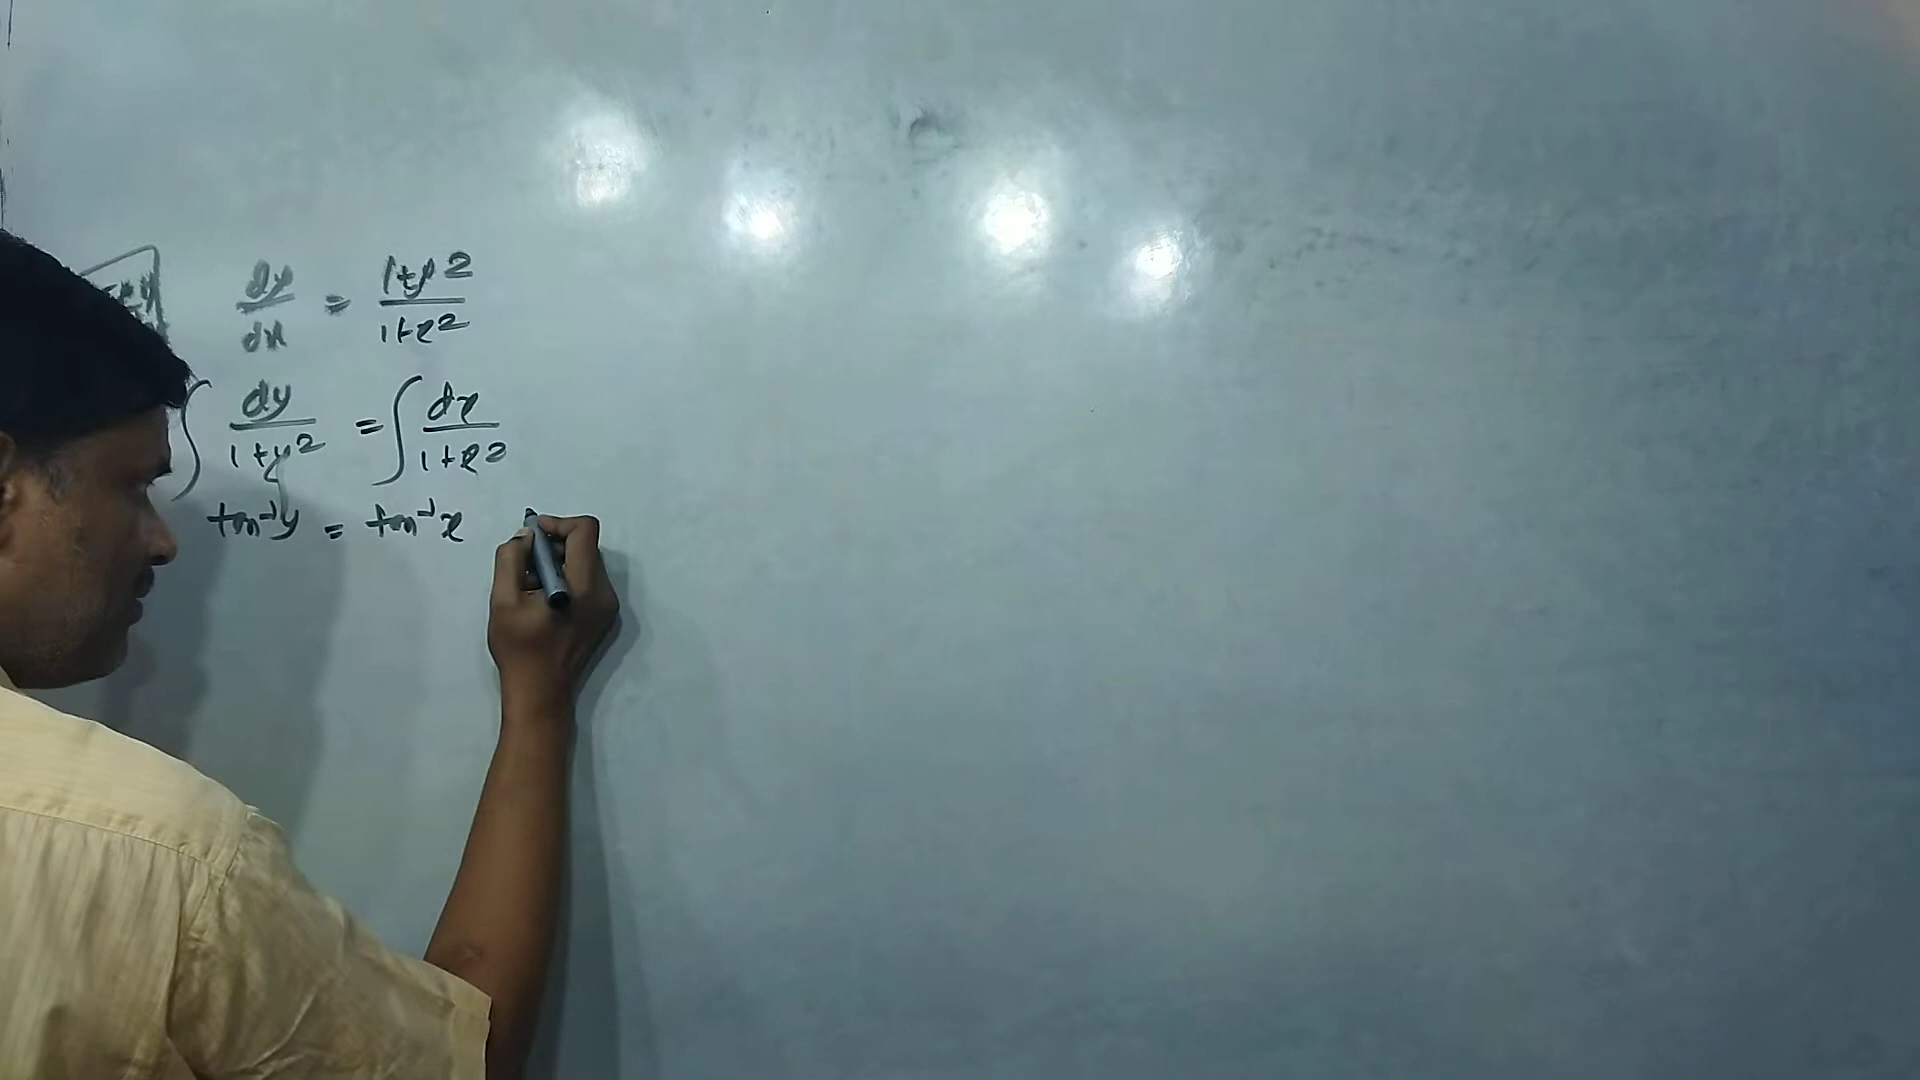 dy/dx = 1+y²/1+x²
∫ dy/1+y² = ∫ dx/1+x²
tan⁻¹y = tan⁻¹x